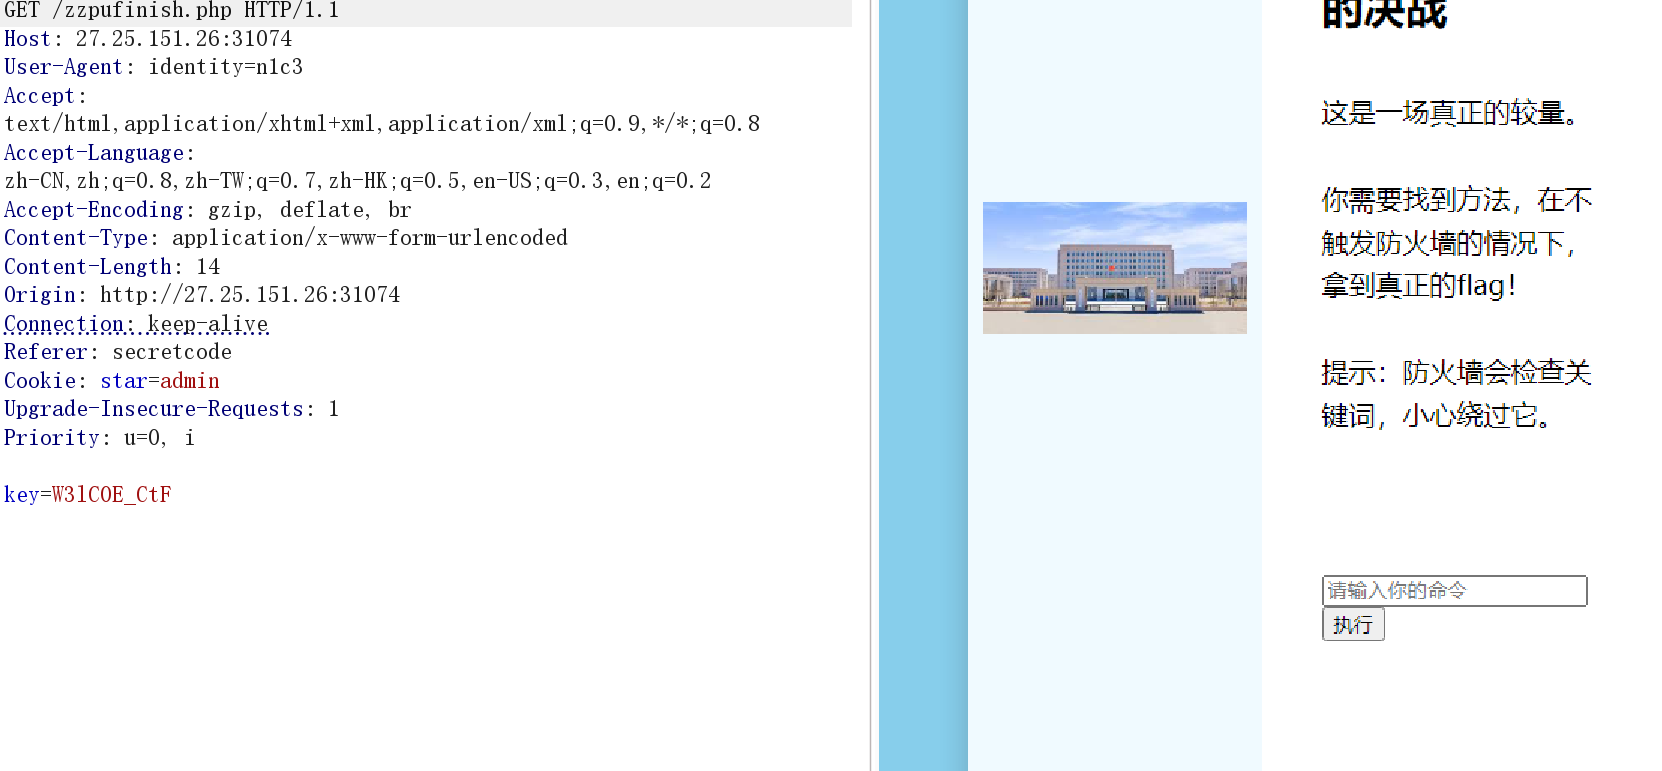 GET /zzpufinish.php HTTP/1.1
Host: 27.25.151.26:31074
User-Agent: identity=n1c3
Accept:
text/html,application/xhtml+xml,application/xml;q=0.9,*/*;q=0.8
Accept-Language:
zh-CN,zh;q=0.8,zh-TW;q=0.7,zh-HK;q=0.5,en-US;q=0.3,en;q=0.2
Accept-Encoding: gzip, deflate, br
Content-Type: application/x-www-form-urlencoded
Content-Length: 14
Origin: http://27.25.151.26:31074
Connection: keep-alive
Referer: secretcode
Cookie: star=admin
Upgrade-Insecure-Requests: 1
Priority: u=0, i
key=W3lC0E_CtF
的决战
这是一场真正的较量。
你需要找到方法，在不
触发防火墙的情况下，
拿到真正的flag！
提示：防火墙会检查关
键词，小心绕过它。
请输入你的命令
执行